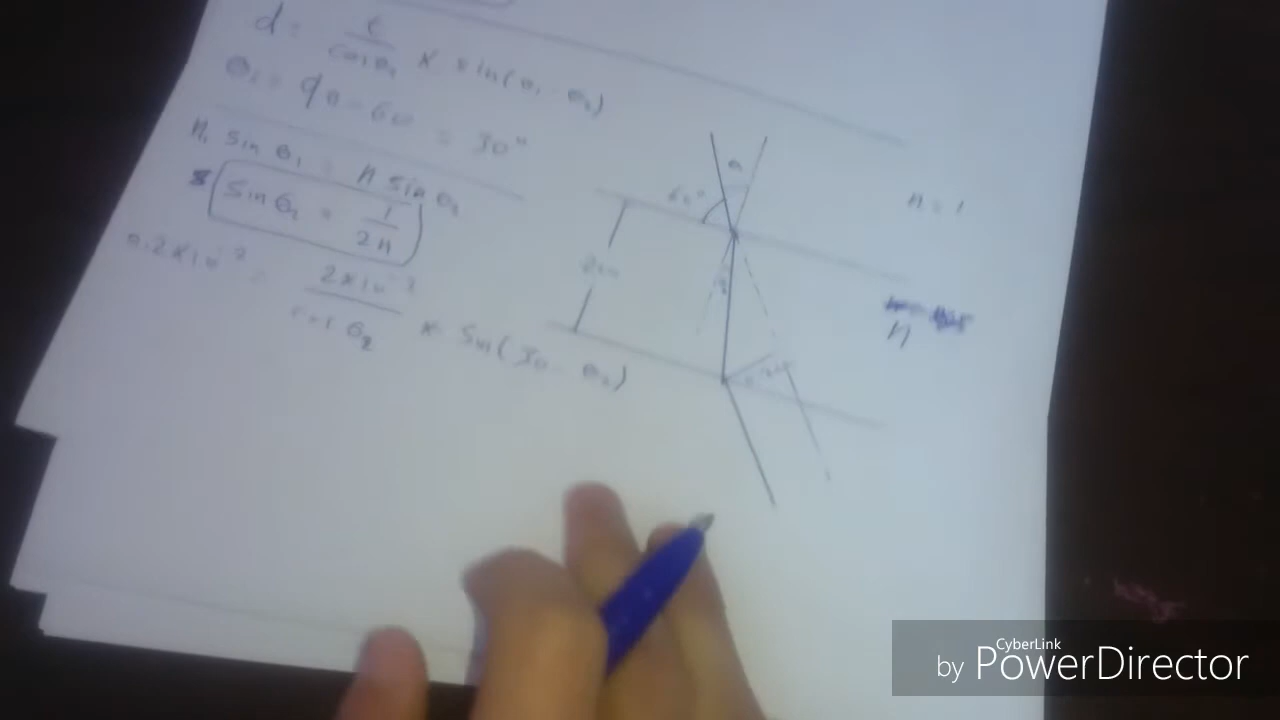 d = t / cos θ₂ × sin(θ₁ - θ₂)
θ₁ = 90 - 60 = 30°
n₁ sin θ₁ = n sin θ₂
sin θ₂ = 1 / 2n
0.2×10⁻² = 2×10⁻² / cos θ₂ × sin(30 - θ₂)
60°
n = 1
n
CyberLink
by PowerDirector